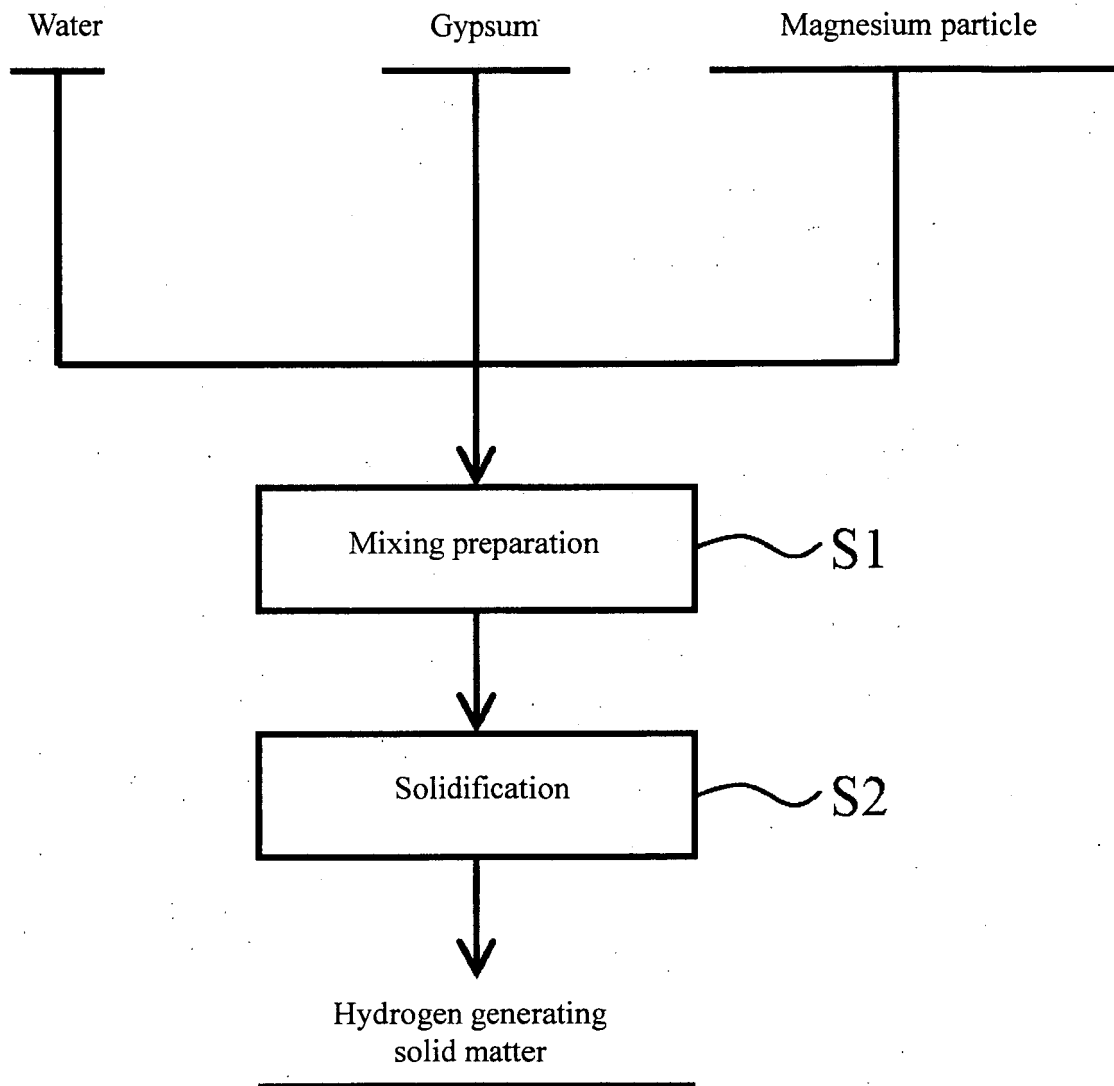 Water
Gypsum
Magnesium particle
Mixing preparation
S1
Solidification
S2
Hydrogen generating
solid matter